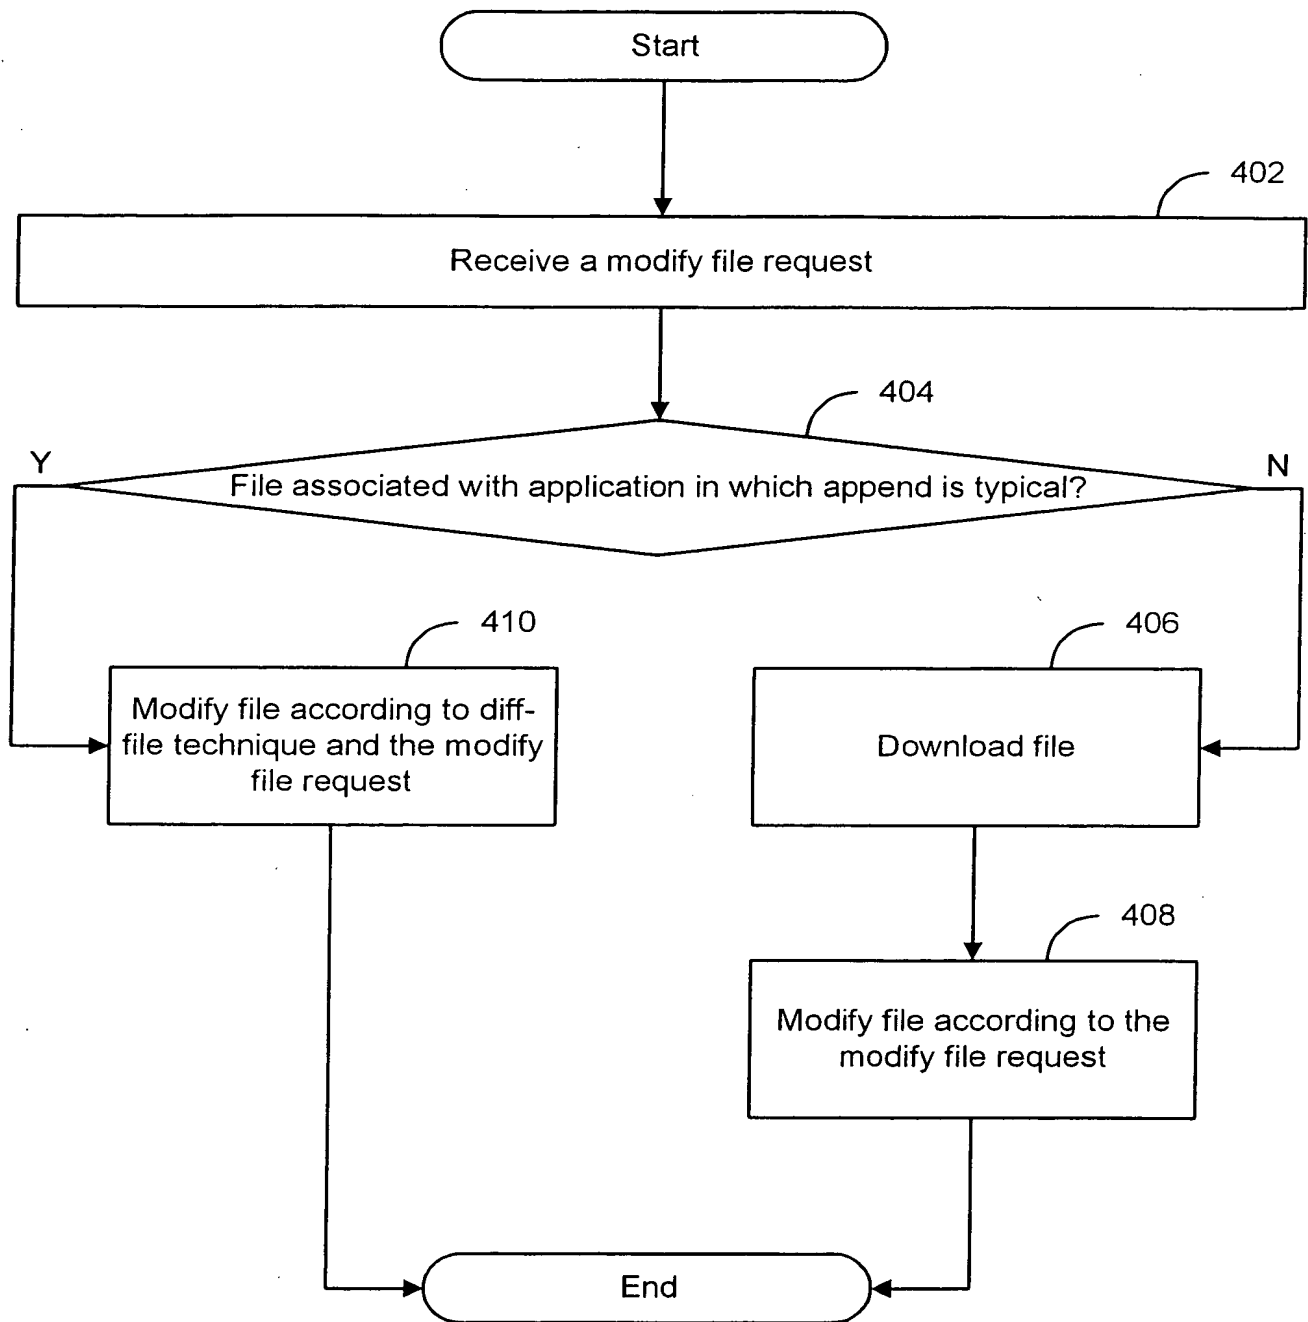 Start
402
Receive a modify file request
404
Y
N
File associated with application in which append is typical?
410
406
Modify file according to diff-
file technique and the modify
file request
Download file
408
Modify file according to the
modify file request
End